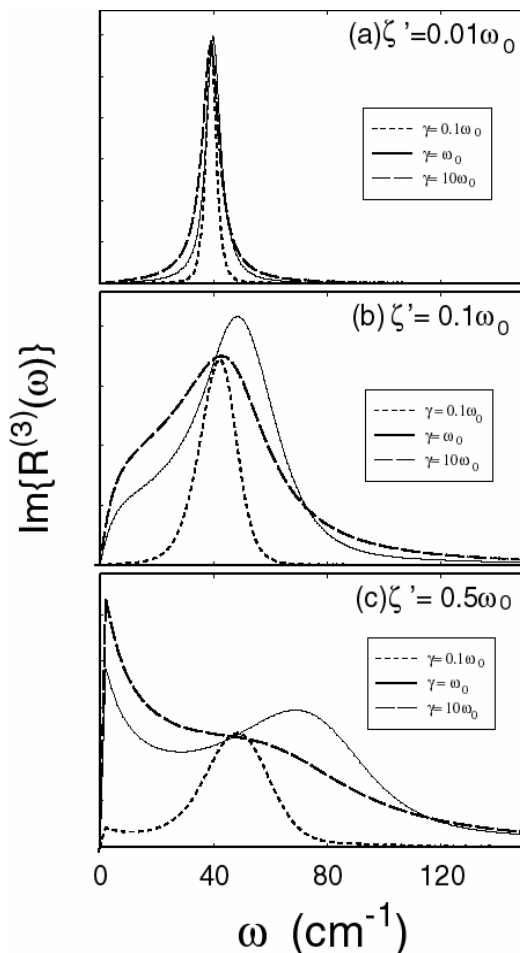 (a) ζ'=0.01ω₀
γ= 0.1ω₀
γ= ω₀
γ= 10ω₀
(b) ζ'= 0.1ω₀
γ= 0.1ω₀
γ= ω₀
γ= 10ω₀
Im{R⁽³⁾(ω)}
(c) ζ'= 0.5ω₀
γ= 0.1ω₀
γ= ω₀
γ= 10ω₀
0 40 80 120
ω (cm⁻¹)